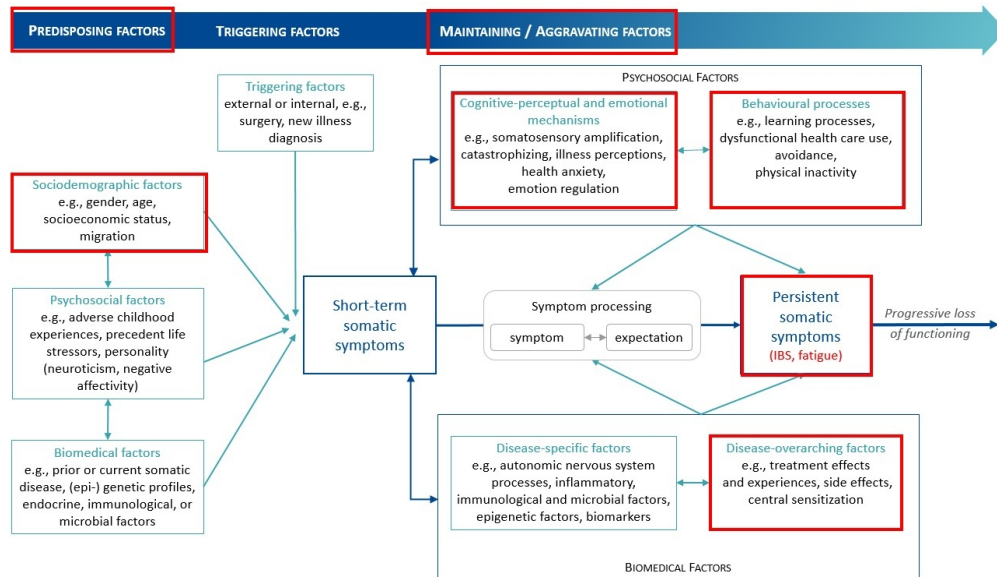 PREDISPOSING FACTORS
TRIGGERING FACTORS
MAINTAINING / AGGRAVATING FACTORS
Triggering factors
external or internal, e.g.,
surgery, new illness
diagnosis
PSYCHOSOCIAL FACTORS
Cognitive-perceptual and emotional
mechanisms
e.g., somatosensory amplification,
catastrophizing, illness perceptions,
health anxiety,
emotion regulation
Behavioural processes
e.g., learning processes,
dysfunctional health care use,
avoidance,
physical inactivity
Sociodemographic factors
e.g., gender, age,
socioeconomic status,
migration
Psychosocial factors
e.g., adverse childhood
experiences, precedent life
stressors, personality
(neuroticism, negative
affectivity)
Biomedical factors
e.g., prior or current somatic
disease, (epi-) genetic profiles,
endocrine, immunological, or
microbial factors
Short-term
somatic
symptoms
Symptom processing
symptom
expectation
Persistent
somatic
symptoms
(IBS, fatigue)
Progressive loss
of functioning
Disease-specific factors
e.g., autonomic nervous system
processes, inflammatory,
immunological and microbial factors,
epigenetic factors, biomarkers
Disease-overarching factors
e.g., treatment effects
and experiences, side effects,
central sensitization
BIOMEDICAL FACTORS